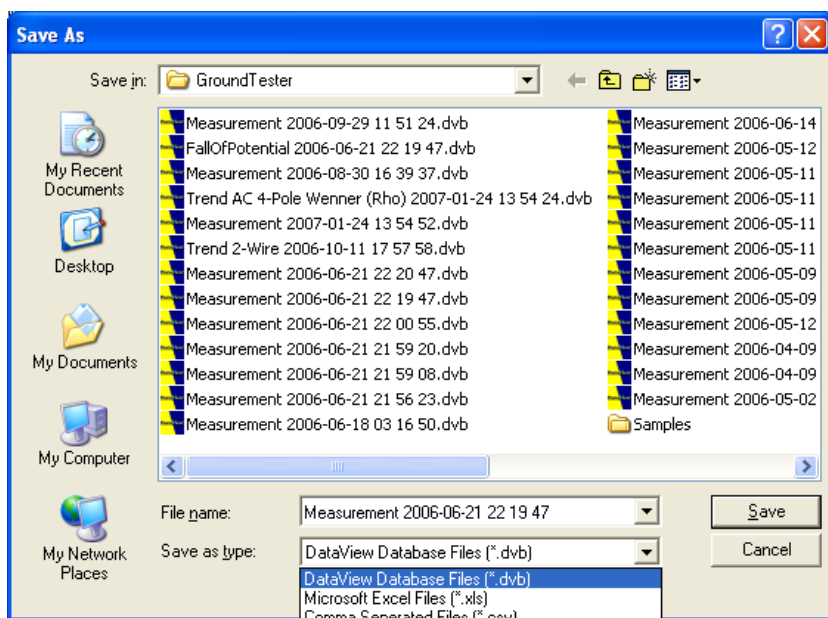 Save As
Save in:
GroundTester
My Recent
Documents
Desktop
My Documents
My Computer
My Network
Places
Measurement 2006-09-29 11 51 24.dvb
FallOfPotential 2006-06-21 22 19 47.dvb
Measurement 2006-08-30 16 39 37.dvb
Trend AC 4-Pole Wenner (Rho) 2007-01-24 13 54 24.dvb
Measurement 2007-01-24 13 54 52.dvb
Trend 2-Wire 2006-10-11 17 57 58.dvb
Measurement 2006-06-21 22 20 47.dvb
Measurement 2006-06-21 22 19 47.dvb
Measurement 2006-06-21 22 00 55.dvb
Measurement 2006-06-21 21 59 20.dvb
Measurement 2006-06-21 21 59 08.dvb
Measurement 2006-06-21 21 56 23.dvb
Measurement 2006-06-18 03 16 50.dvb
Measurement 2006-06-14
Measurement 2006-05-12
Measurement 2006-05-11
Measurement 2006-05-11
Measurement 2006-05-11
Measurement 2006-05-11
Measurement 2006-05-09
Measurement 2006-05-09
Measurement 2006-05-12
Measurement 2006-04-09
Measurement 2006-04-09
Measurement 2006-05-02
Samples
File name:
Measurement 2006-06-21 22 19 47
Save
Save as type:
DataView Database Files (*.dvb)
Cancel
DataView Database Files (*.dvb)
Microsoft Excel Files (*.xls)
Comma Seperated Files (*.csv)